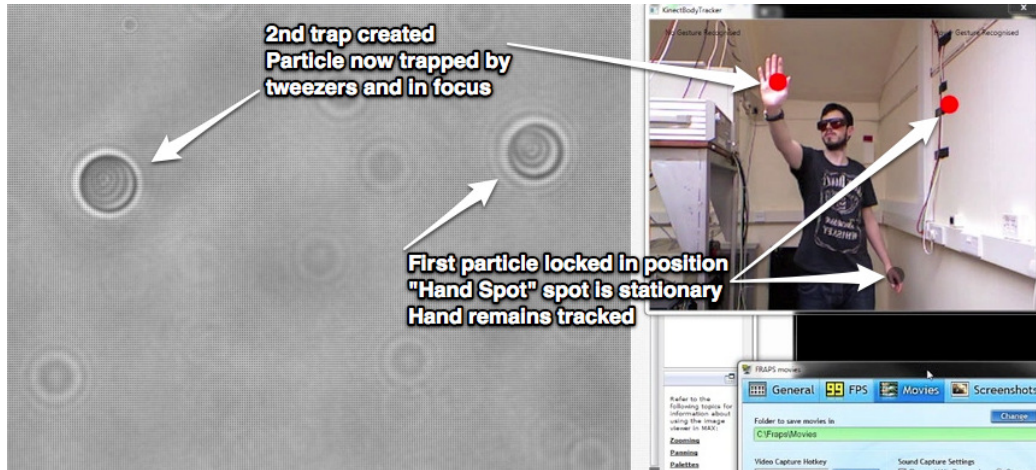 2nd trap created
Particle now trapped by
tweezers and in focus
First particle locked in position
"Hand Spot" spot is stationary
Hand remains tracked
KinectBodyTracker
No Gesture Recognised
Gesture Recognised
WHISKEY
Refer to the
following topics for
information about
using the image
viewer in MAX:
Zooming
Panning
Palettes
FRAPS movies
General
99 FPS
Movies
Screenshots
Folder to save movies in
Change
C:\Fraps\Movies
Video Capture Hotkey
Sound Capture Settings